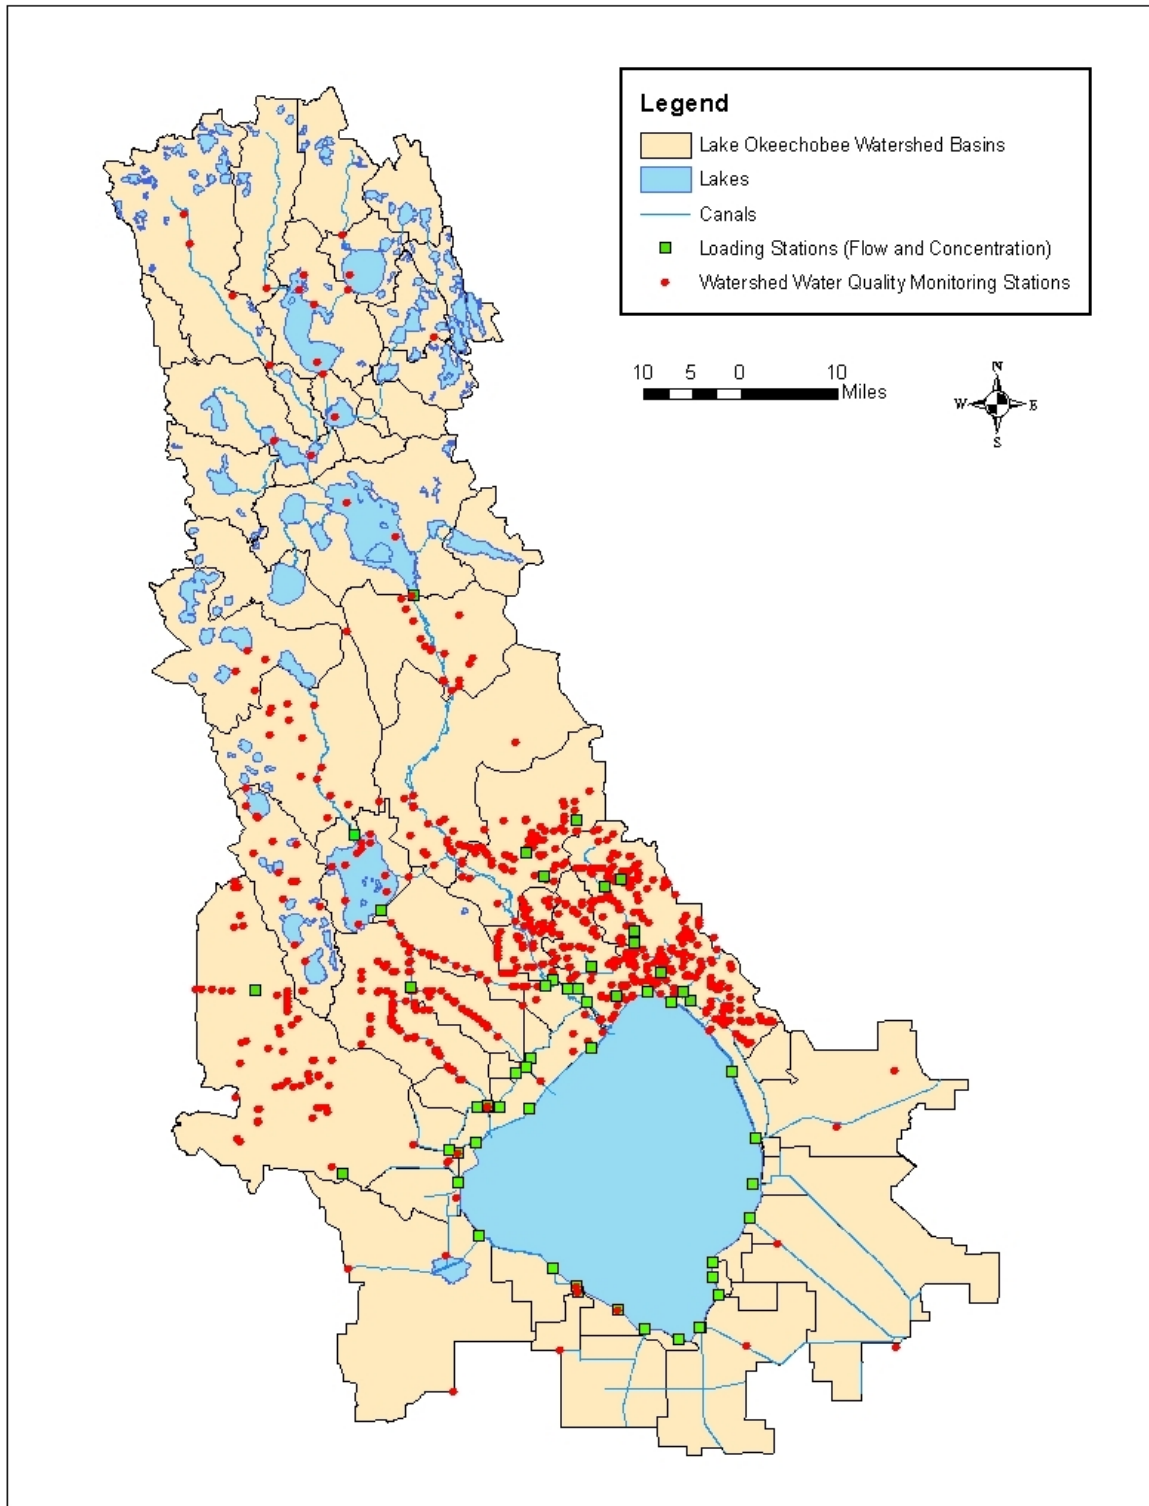 Legend
Lake Okeechobee Watershed Basins
Lakes
Canals
Loading Stations (Flow and Concentration)
Watershed Water Quality Monitoring Stations
10 5 0 10
Miles
N
W E
S